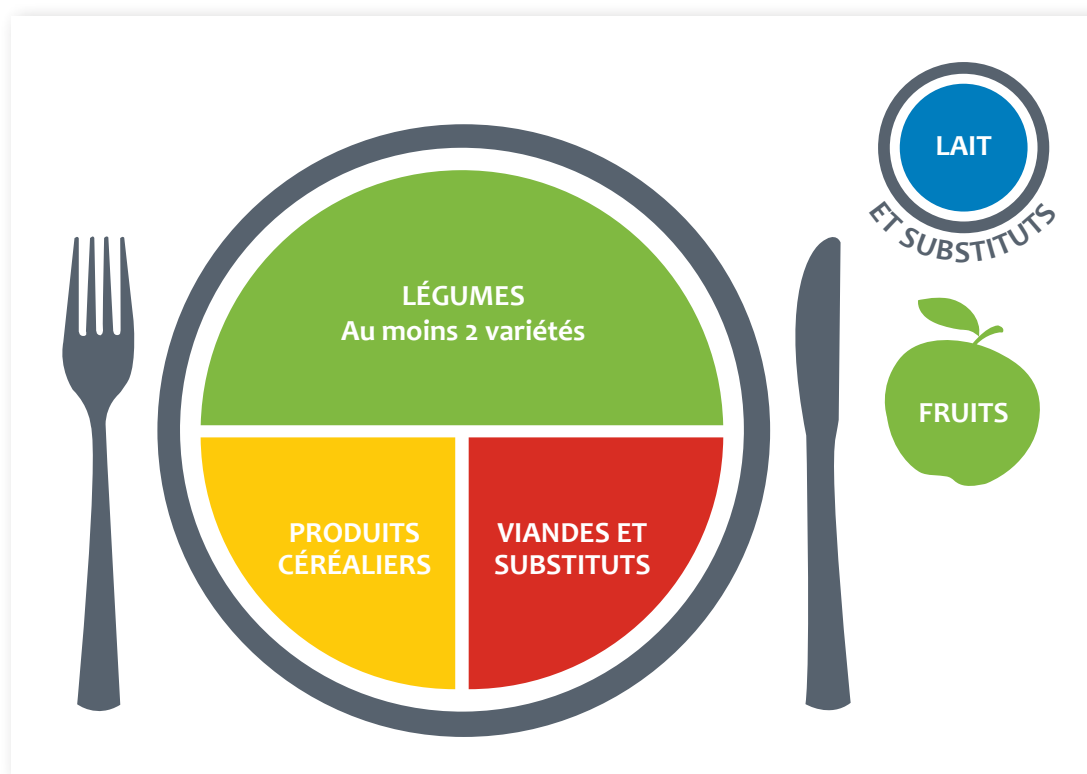 LAIT
ET SUBSTITUTS
LÉGUMES
Au moins 2 variétés
FRUITS
PRODUITS
CÉRÉALIERS
VIANDES ET
SUBSTITUTS